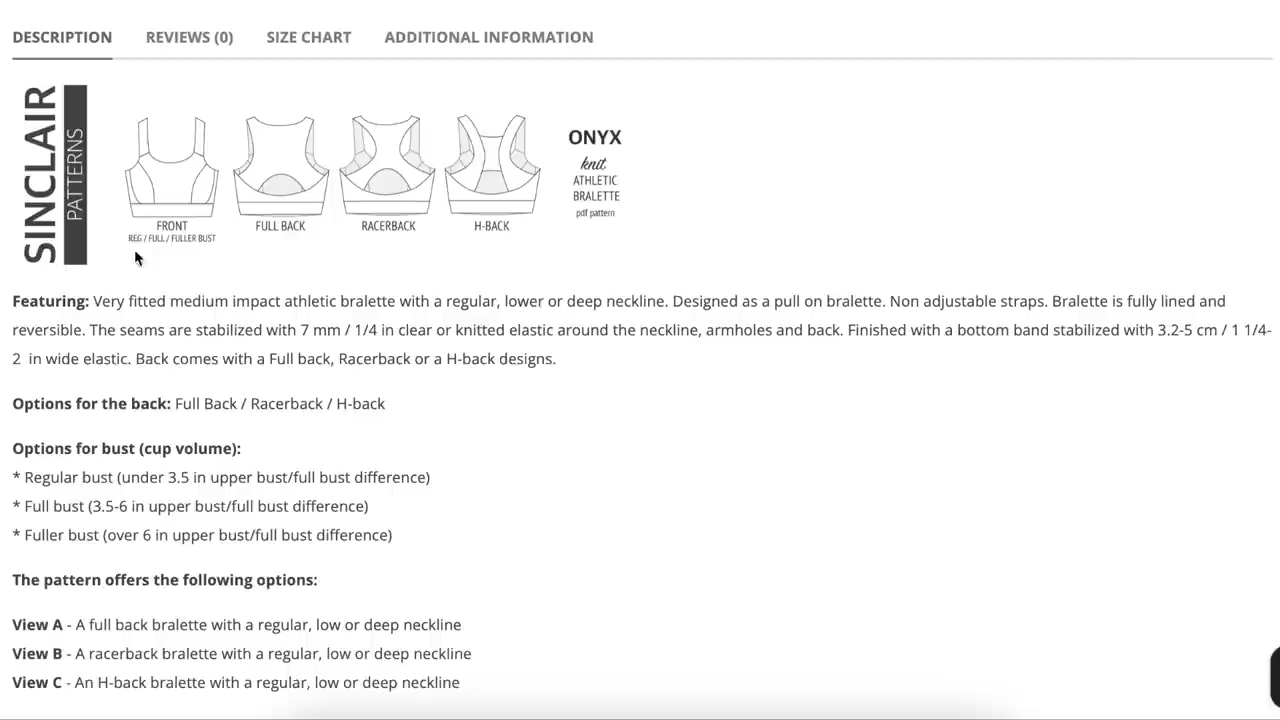 DESCRIPTION REVIEWS (0) SIZE CHART ADDITIONAL INFORMATION
SINCLAIR
PATTERNS
FRONT
REG / FULL / FULLER BUST
FULL BACK
RACERBACK
H-BACK
ONYX
knit
ATHLETIC
BRALETTE
pdf pattern
Featuring: Very fitted medium impact athletic bralette with a regular, lower or deep neckline. Designed as a pull on bralette. Non adjustable straps. Bralette is fully lined and
reversible. The seams are stabilized with 7 mm / 1/4 in clear or knitted elastic around the neckline, armholes and back. Finished with a bottom band stabilized with 3.2-5 cm / 1 1/4-
2 in wide elastic. Back comes with a Full back, Racerback or a H-back designs.
Options for the back: Full Back / Racerback / H-back
Options for bust (cup volume):
* Regular bust (under 3.5 in upper bust/full bust difference)
* Full bust (3.5-6 in upper bust/full bust difference)
* Fuller bust (over 6 in upper bust/full bust difference)
The pattern offers the following options:
View A - A full back bralette with a regular, low or deep neckline
View B - A racerback bralette with a regular, low or deep neckline
View C - An H-back bralette with a regular, low or deep neckline